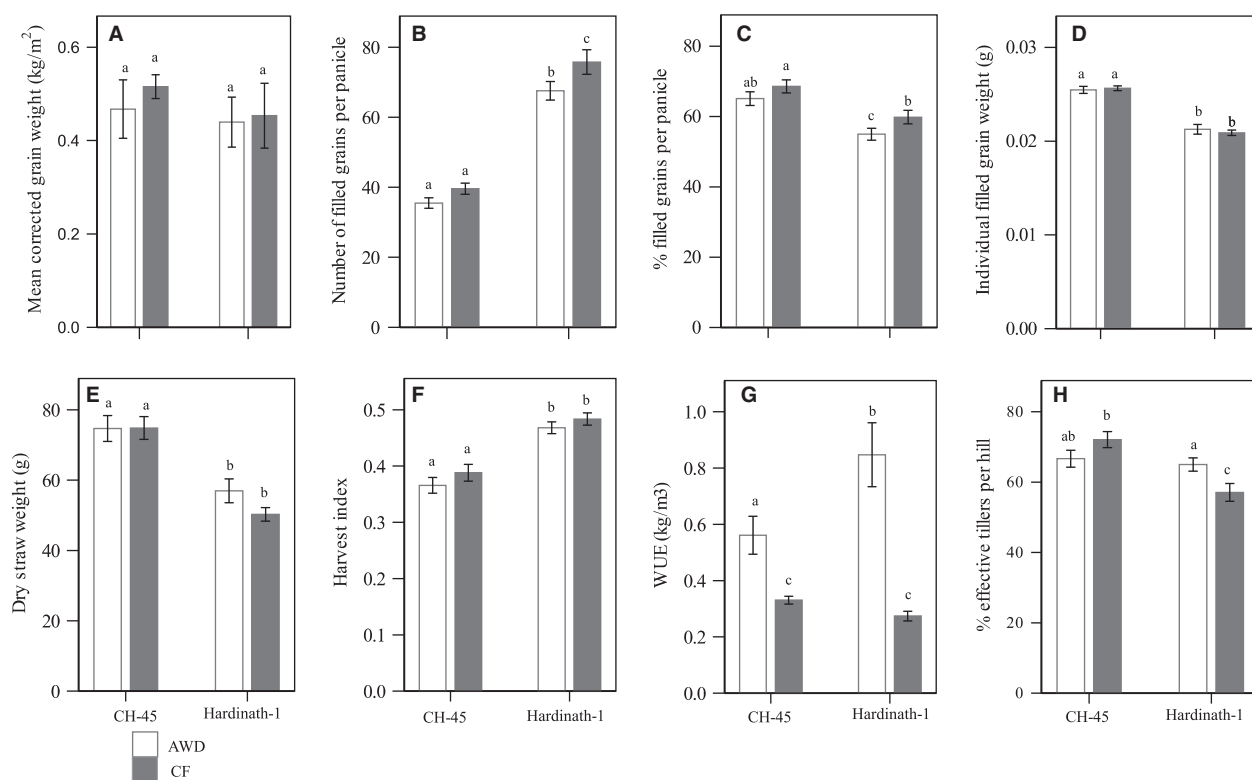 A
Mean corrected grain weight (kg/m²)
0.6
0.4
0.2
0.0
a
a
a
a
B
Number of filled grains per panicle
80
60
40
20
0
a
a
b
c
C
% filled grains per panicle
80
60
40
20
0
ab
a
c
b
D
Individual filled grain weight (g)
0.03
0.02
0.01
0.00
a
a
b
b
E
Dry straw weight (g)
80
60
40
20
0
a
a
b
b
CH-45
Hardinath-1
F
Harvest index
0.5
0.4
0.3
0.2
0.1
0.0
a
a
b
b
CH-45
Hardinath-1
G
WUE (kg/m3)
1.0
0.8
0.6
0.4
0.2
0.0
a
c
b
c
CH-45
Hardinath-1
H
% effective tillers per hill
80
60
40
20
0
ab
b
a
c
CH-45
Hardinath-1
AWD
CF